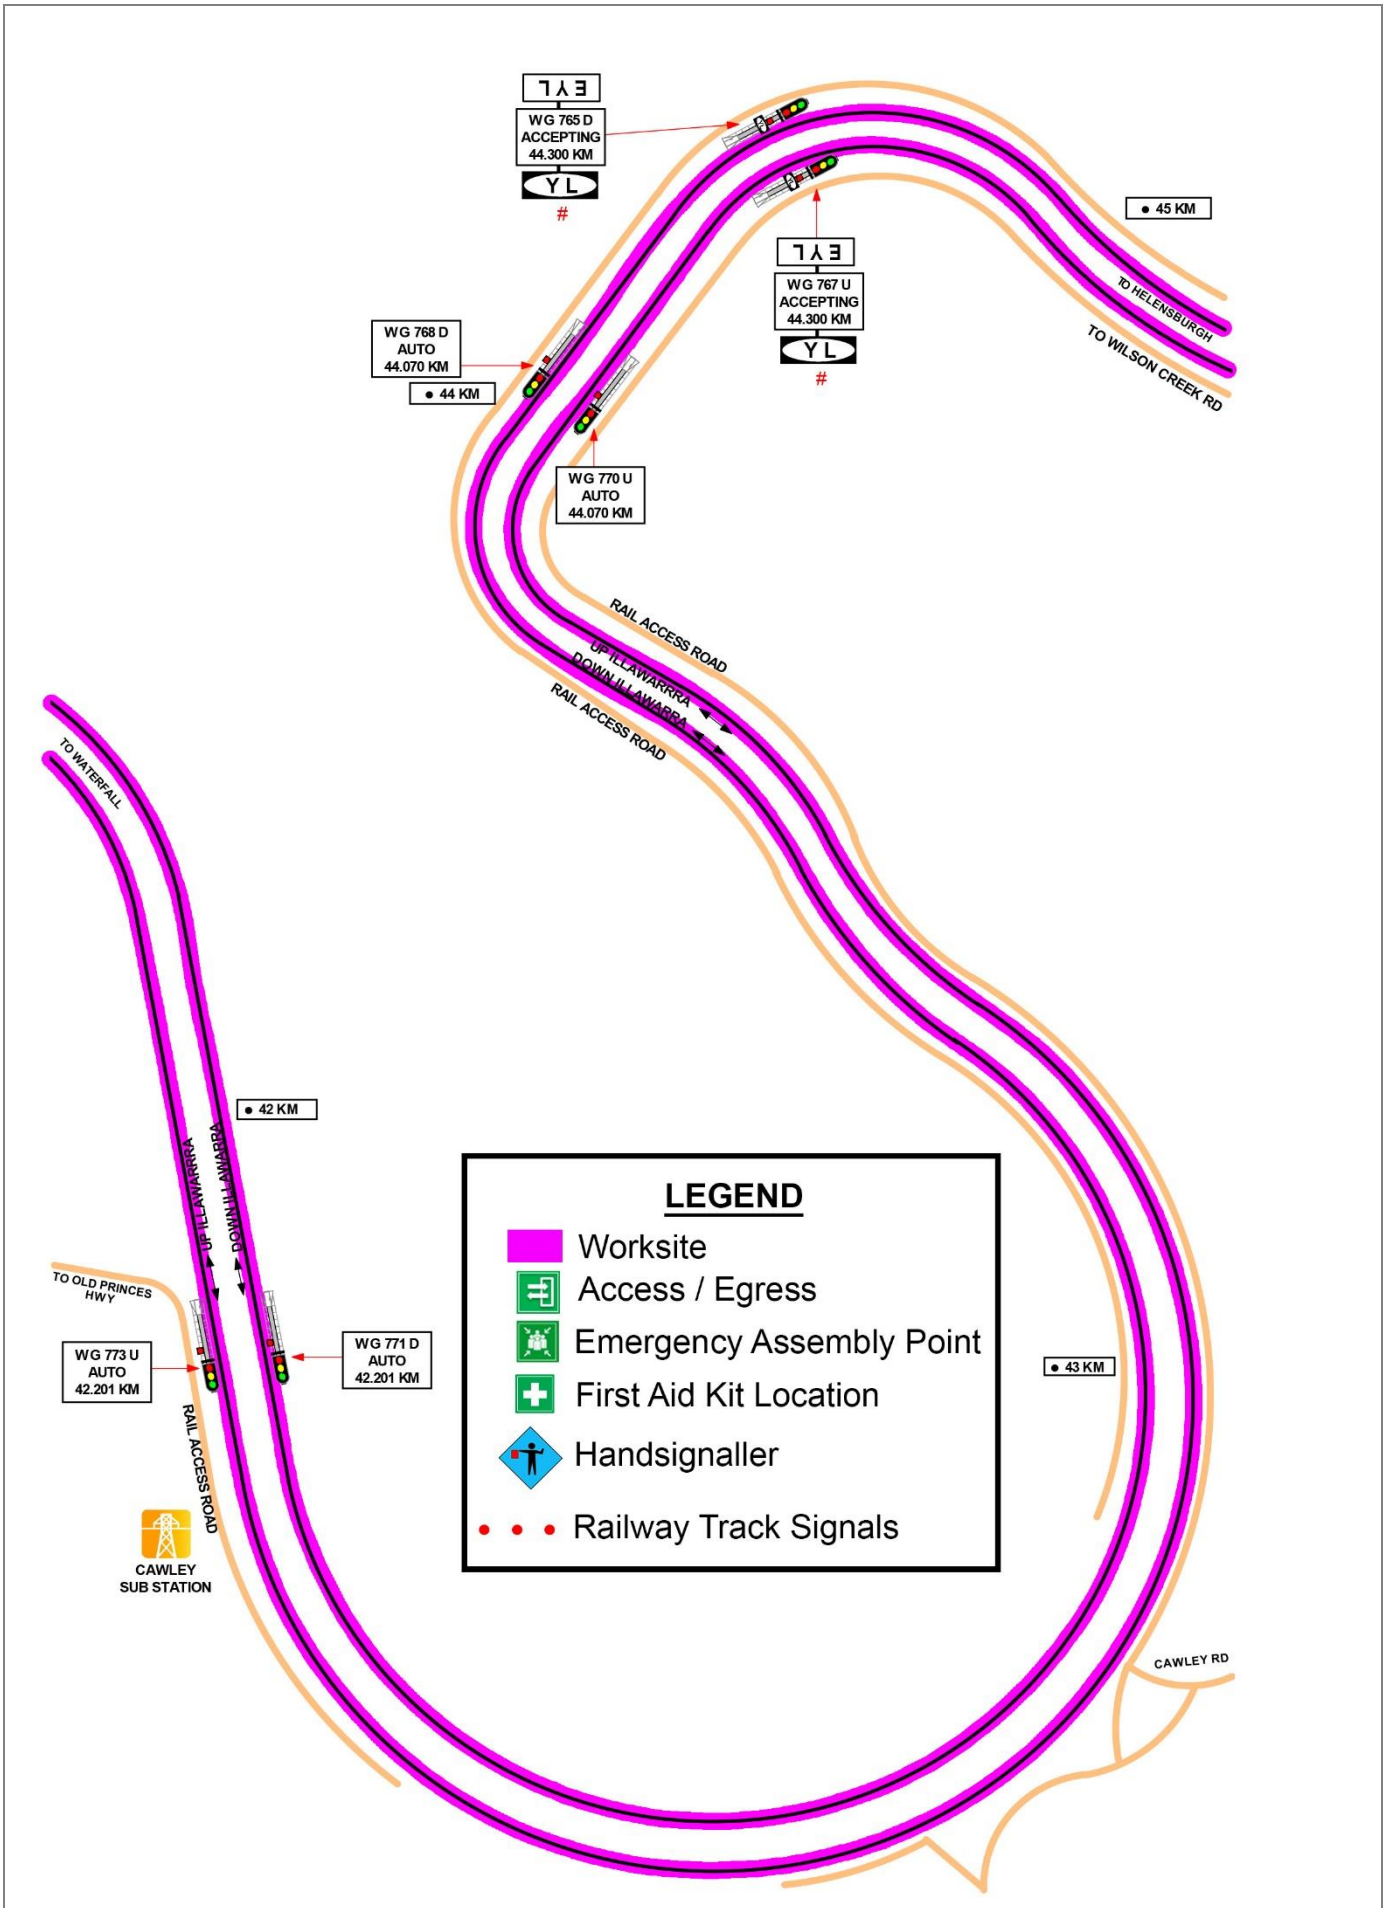 EYL
WG 765 D
ACCEPTING
44.300 KM
YL
#
45 KM
EYL
WG 767 U
ACCEPTING
44.300 KM
YL
#
TO HELENSBURGH
TO WILSON CREEK RD
WG 768 D
AUTO
44.070 KM
44 KM
WG 770 U
AUTO
44.070 KM
RAIL ACCESS ROAD
UP ILLAWARRRA
DOWN ILLAWARRA
RAIL ACCESS ROAD
TO WATERFALL
42 KM
UP ILLAWARRRA
DOWN ILLAWARRA
TO OLD PRINCES
HWY
WG 773 U
AUTO
42.201 KM
WG 771 D
AUTO
42.201 KM
RAIL ACCESS ROAD
CAWLEY
SUB STATION
LEGEND
Worksite
Access / Egress
Emergency Assembly Point
First Aid Kit Location
Handsignaller
Railway Track Signals
43 KM
CAWLEY RD